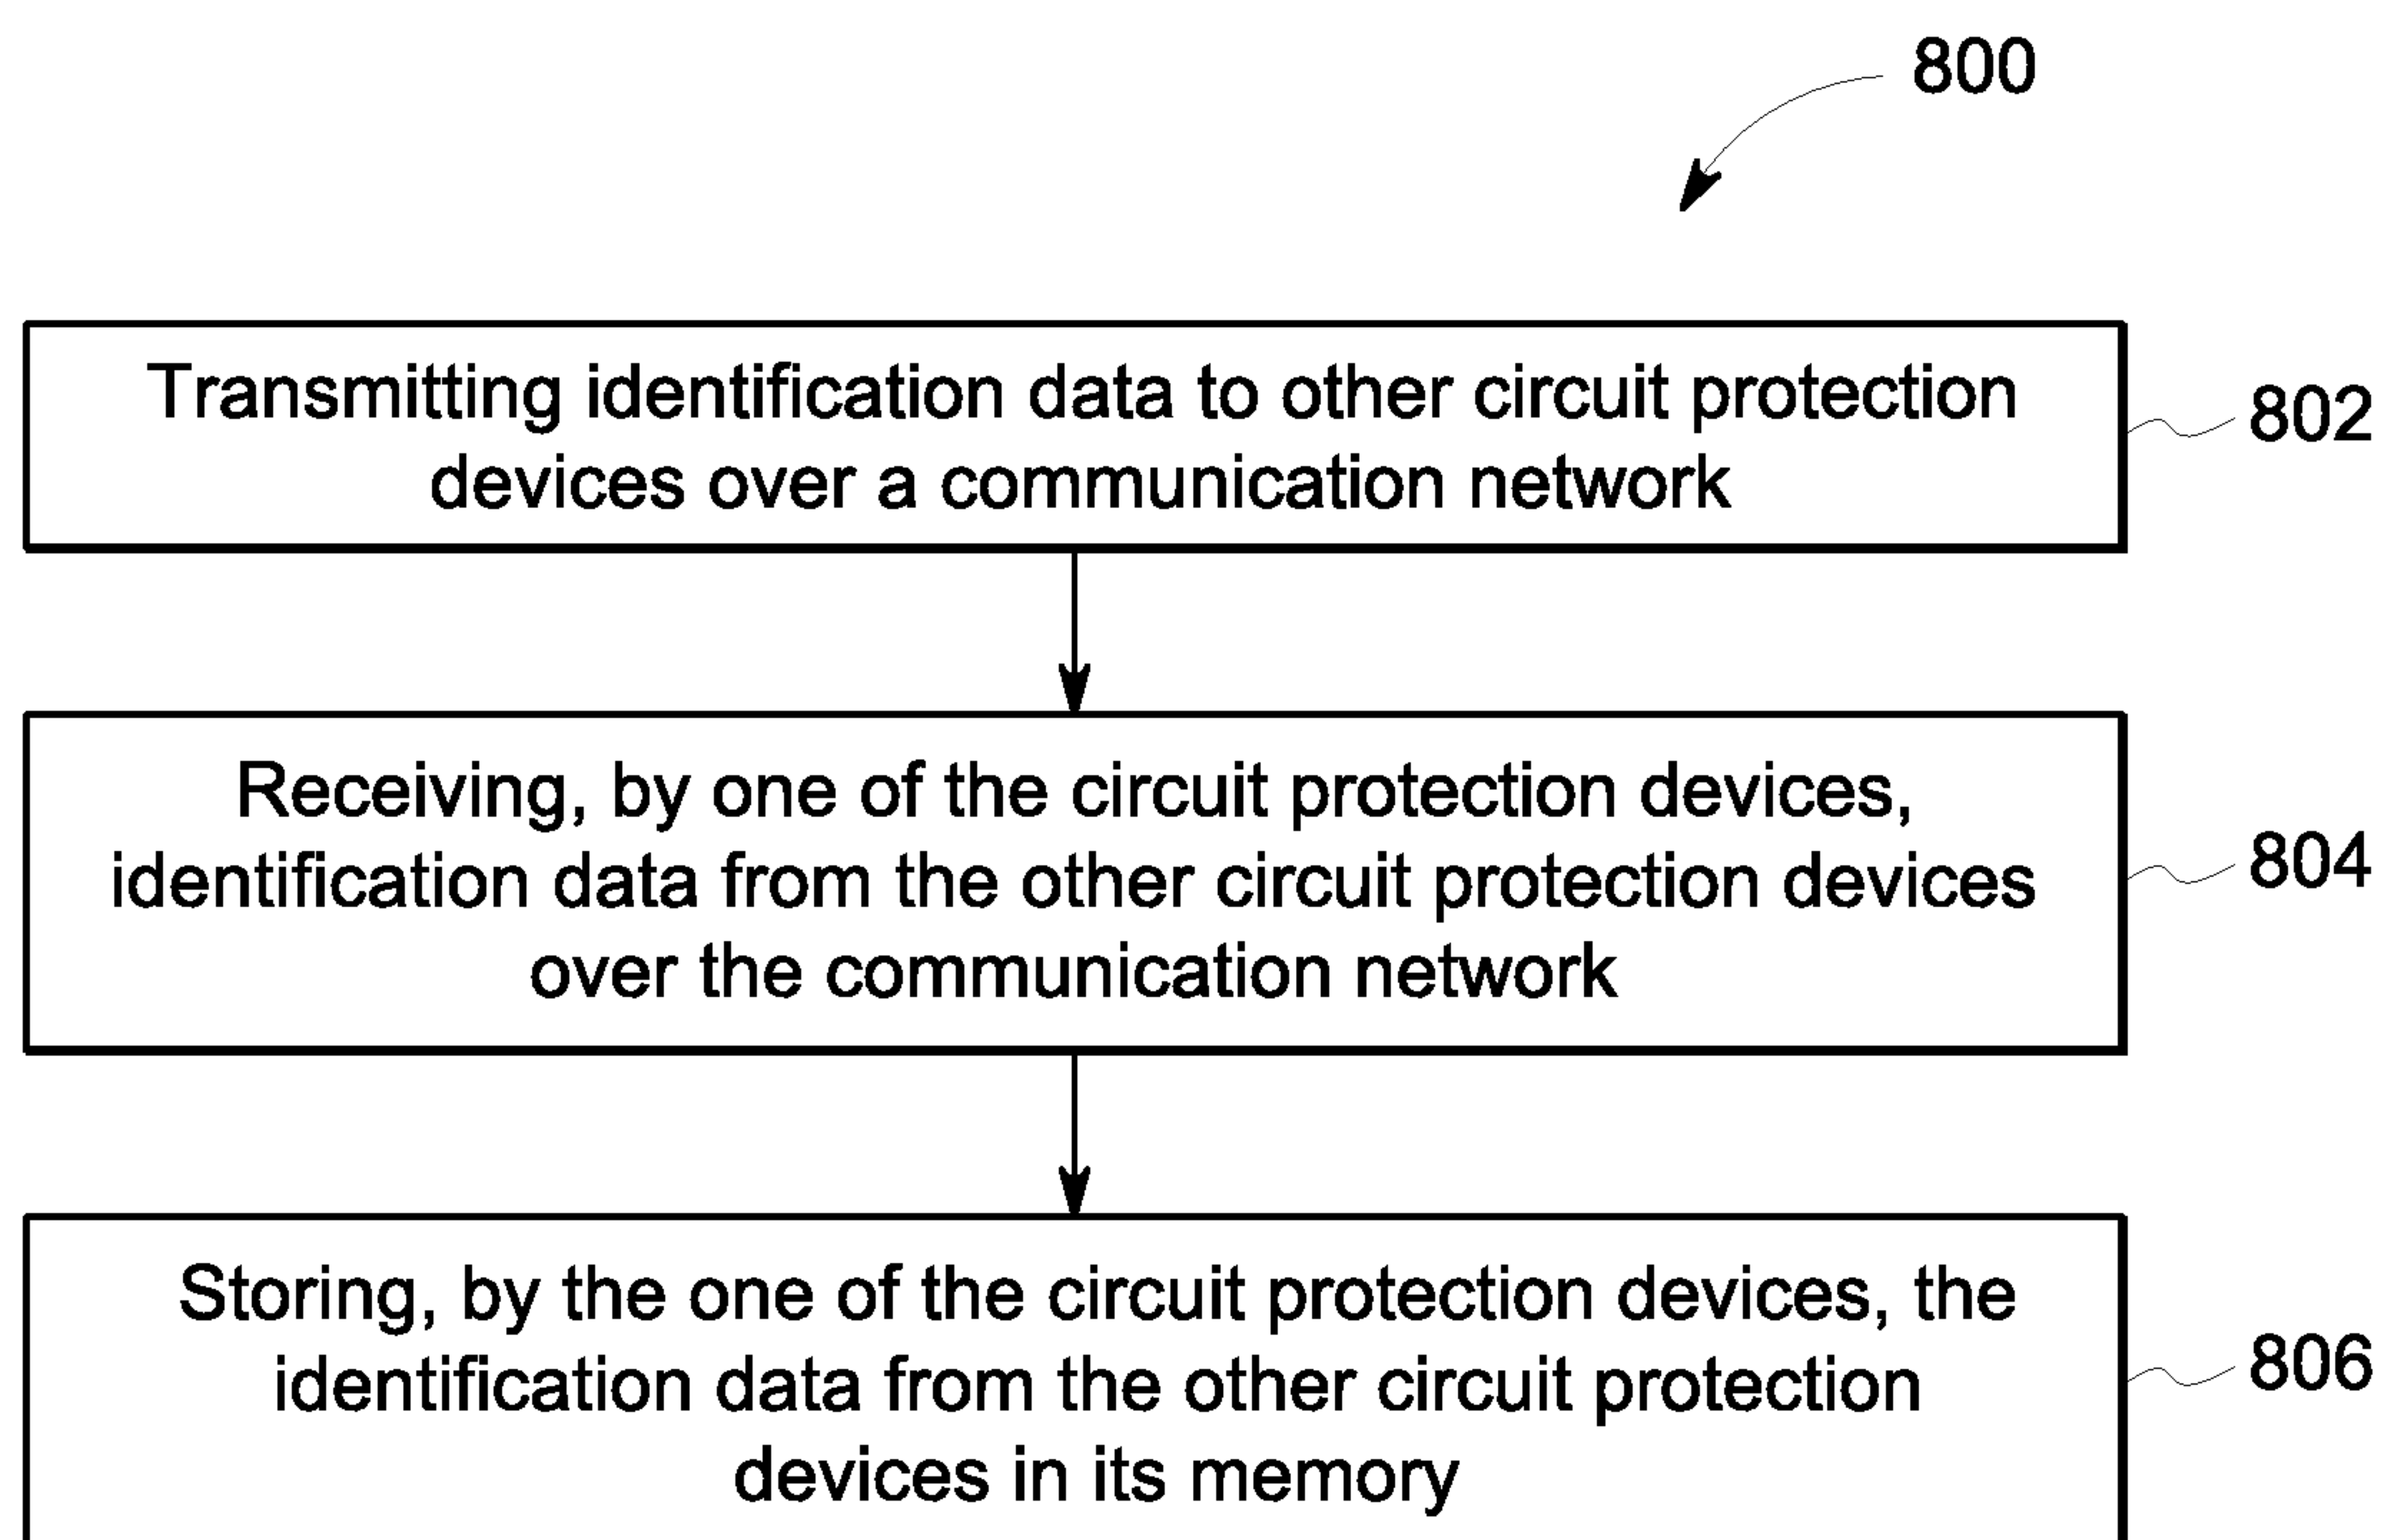 800
Transmitting identification data to other circuit protection
devices over a communication network
802
Receiving, by one of the circuit protection devices,
identification data from the other circuit protection devices
over the communication network
804
Storing, by the one of the circuit protection devices, the
identification data from the other circuit protection
devices in its memory
806